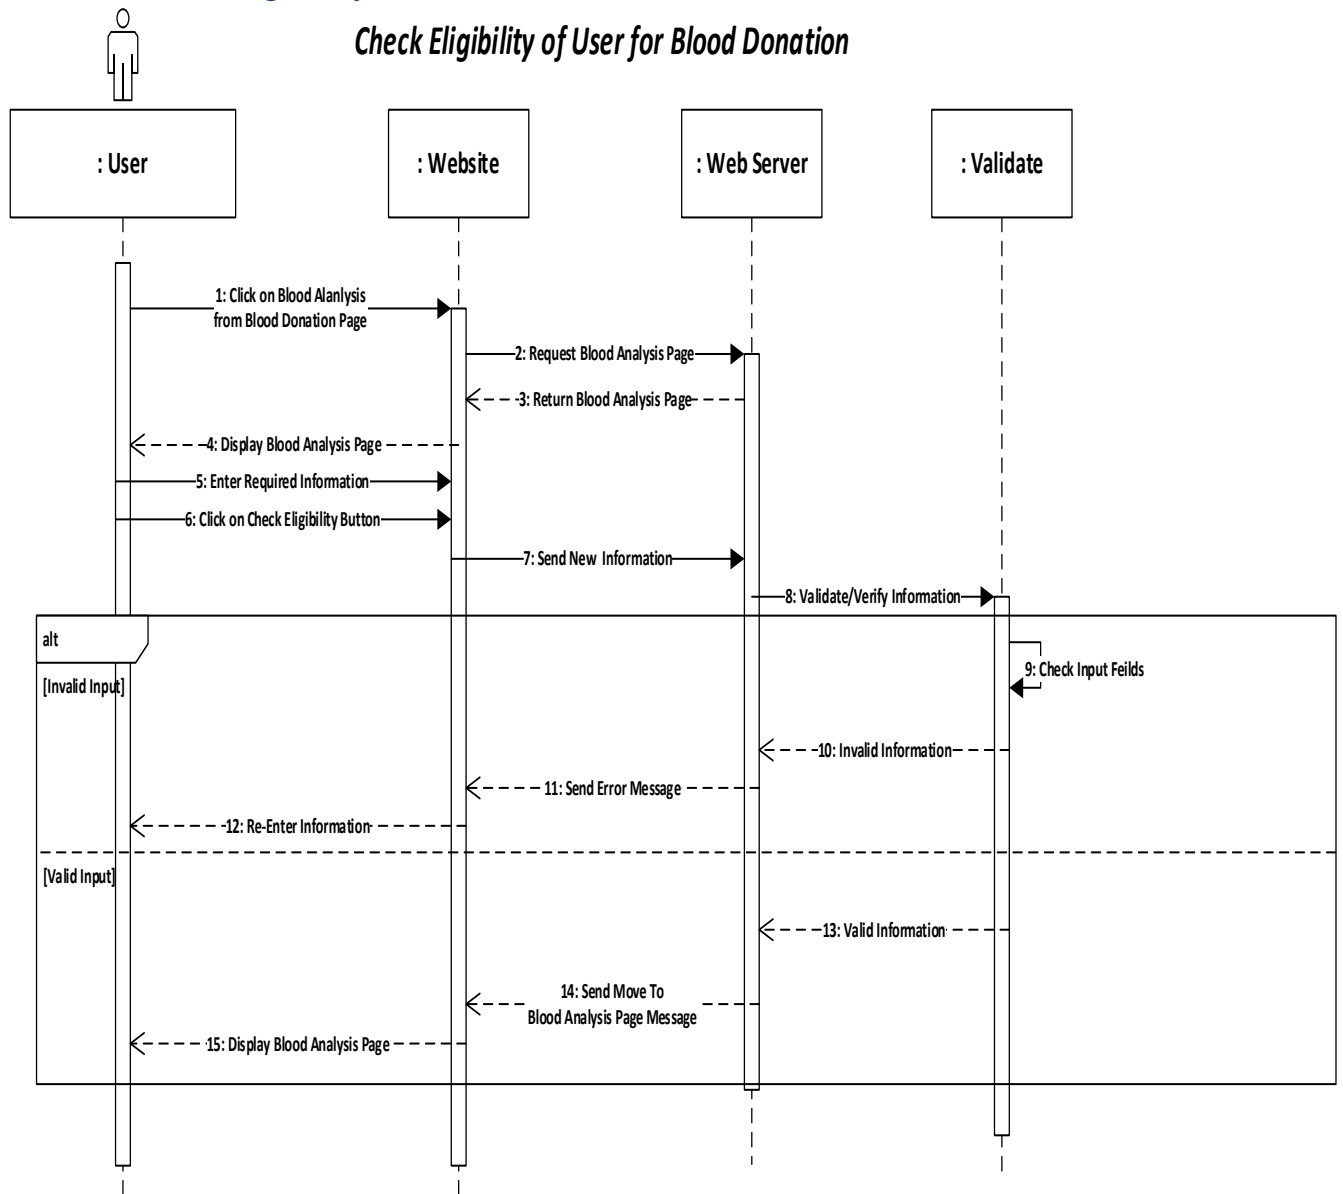 Check Eligibility of User for Blood Donation
: User
: Website
: Web Server
: Validate
1: Click on Blood Alanlysis
from Blood Donation Page
2: Request Blood Analysis Page
3: Return Blood Analysis Page
4: Display Blood Analysis Page
5: Enter Required Information
6: Click on Check Eligibility Button
7: Send New Information
8: Validate/Verify Information
alt
9: Check Input Feilds
[Invalid Input]
10: Invalid Information
11: Send Error Message
12: Re-Enter Information
[Valid Input]
13: Valid Information
14: Send Move To
Blood Analysis Page Message
15: Display Blood Analysis Page